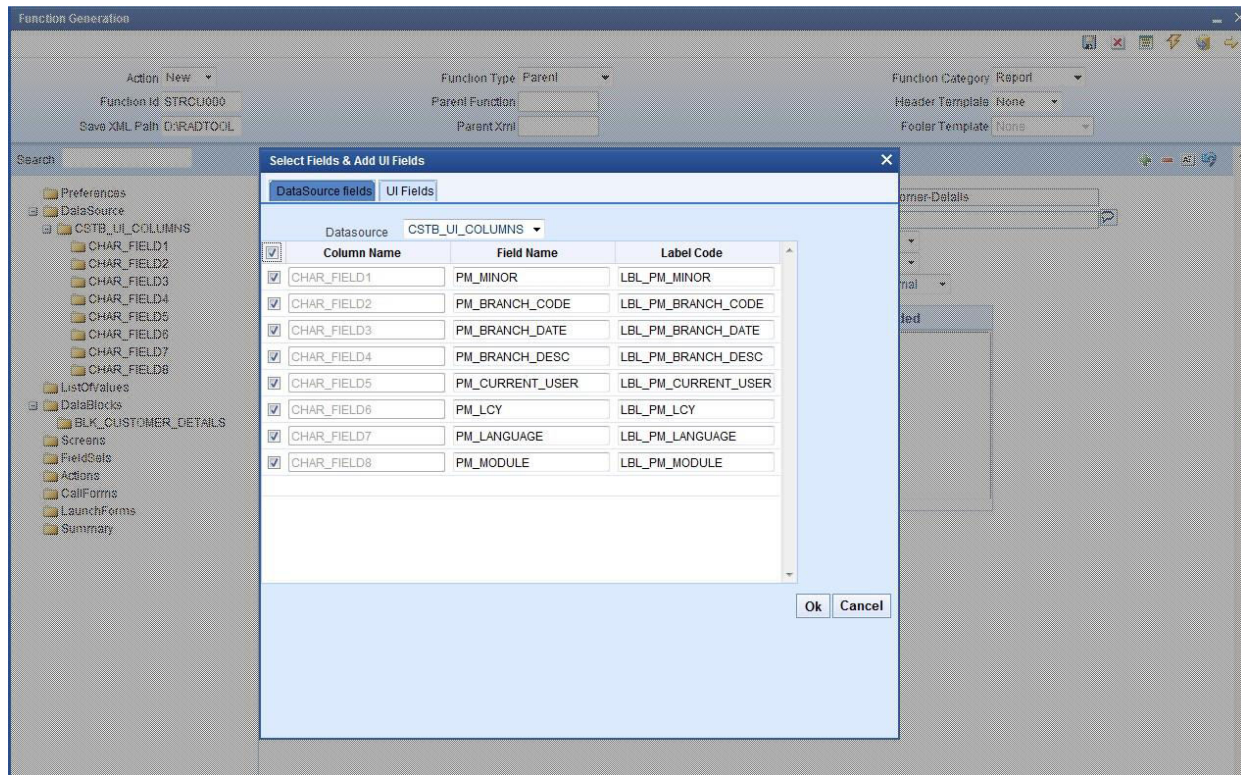 Function Generation
Action New Function Type Parent Function Category Report
Function Id STRCU000 Parent Function Header Template None
Save XML Path D:\RADTOOL Parent Xml Footer Template None
Search
Select Fields & Add UI Fields
DataSource fields UI Fields
Datasource CSTB_UI_COLUMNS
Column Name Field Name Label Code
CHAR_FIELD1 PM_MINOR LBL_PM_MINOR
CHAR_FIELD2 PM_BRANCH_CODE LBL_PM_BRANCH_CODE
CHAR_FIELD3 PM_BRANCH_DATE LBL_PM_BRANCH_DATE
CHAR_FIELD4 PM_BRANCH_DESC LBL_PM_BRANCH_DESC
CHAR_FIELD5 PM_CURRENT_USER LBL_PM_CURRENT_USER
CHAR_FIELD6 PM_LCY LBL_PM_LCY
CHAR_FIELD7 PM_LANGUAGE LBL_PM_LANGUAGE
CHAR_FIELD8 PM_MODULE LBL_PM_MODULE
Ok Cancel
Preferences
DataSource
CSTB_UI_COLUMNS
CHAR_FIELD1
CHAR_FIELD2
CHAR_FIELD3
CHAR_FIELD4
CHAR_FIELD5
CHAR_FIELD6
CHAR_FIELD7
CHAR_FIELD8
ListOfValues
DataBlocks
BLK_CUSTOMER_DETAILS
Screens
FieldSets
Actions
CallForms
LaunchForms
Summary
omer-Details
rnal
ded